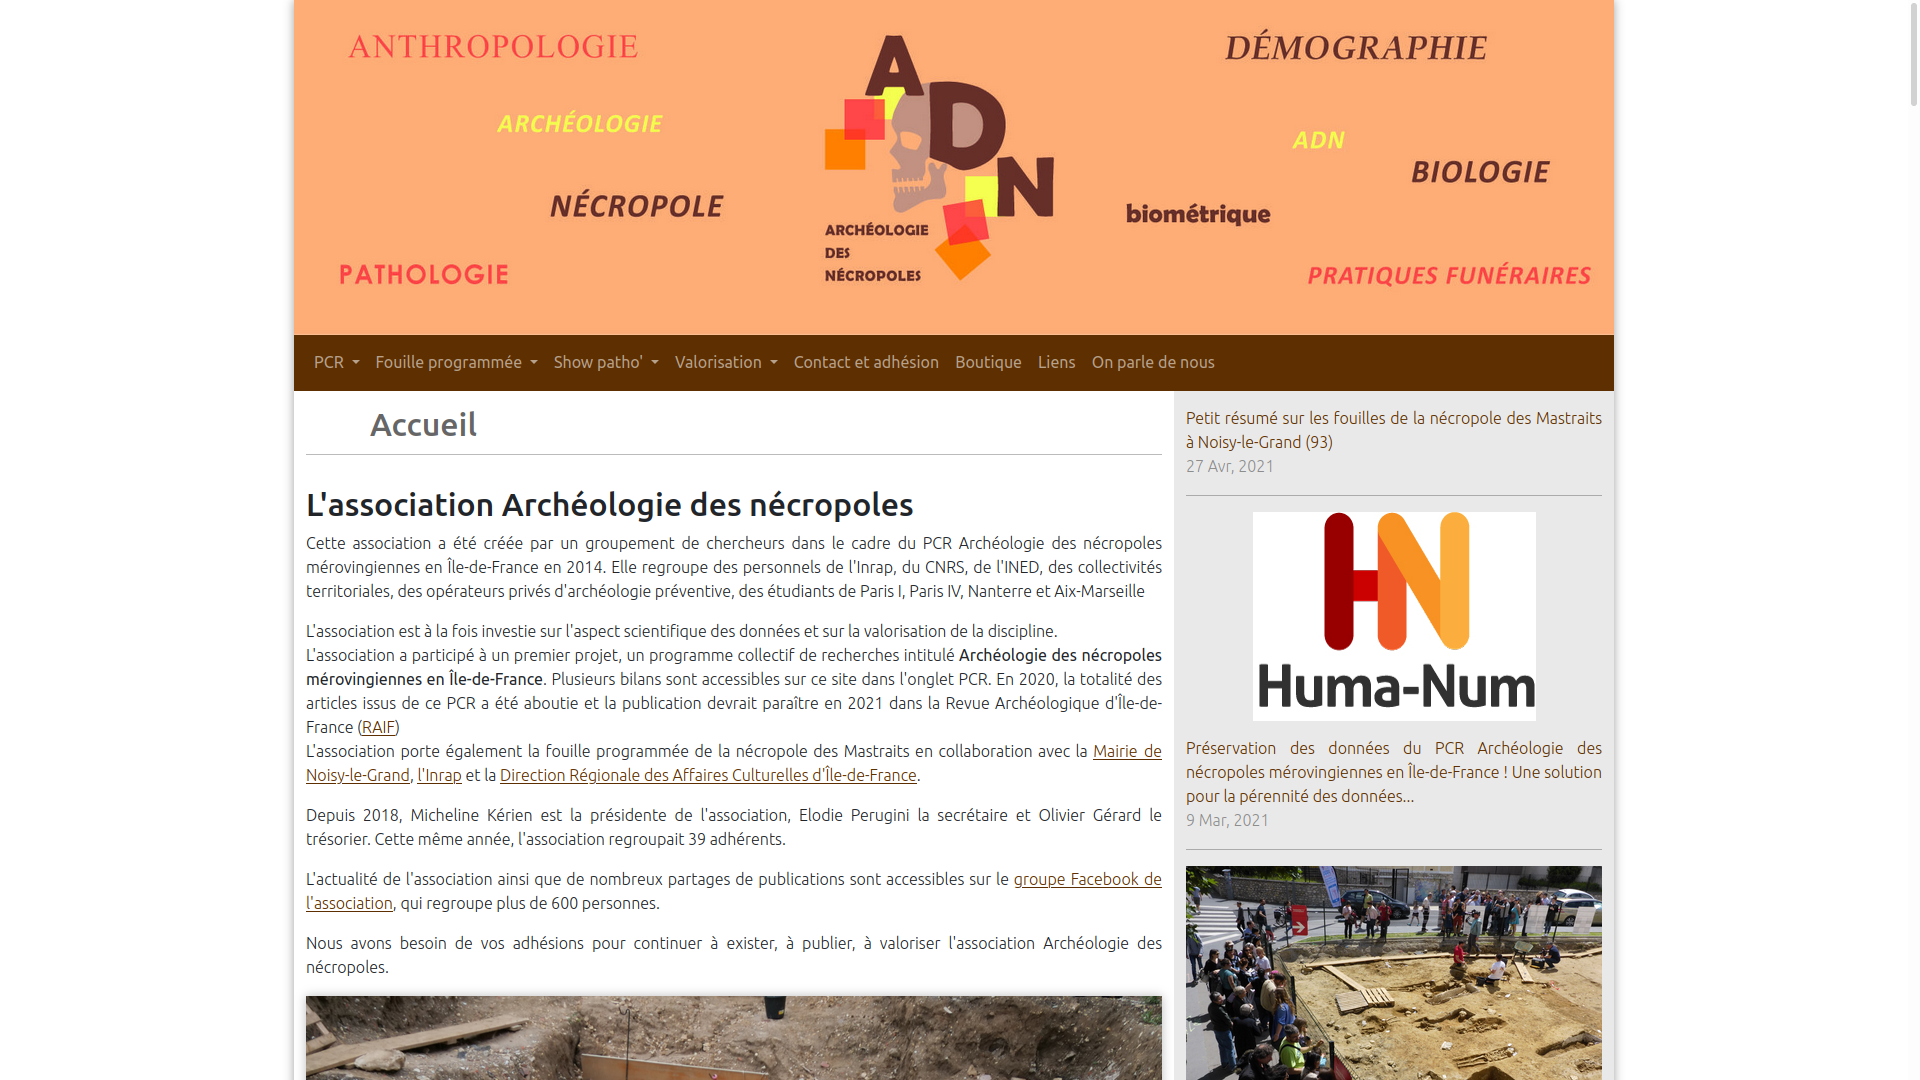 ANTHROPOLOGIE
DÉMOGRAPHIE
ARCHÉOLOGIE
ADN
BIOLOGIE
NÉCROPOLE
biométrique
PATHOLOGIE
PRATIQUES FUNÉRAIRES
ADN
ARCHÉOLOGIE
DES
NÉCROPOLES
PCR Fouille programmée Show patho' Valorisation Contact et adhésion Boutique Liens On parle de nous
Accueil
L'association Archéologie des nécropoles
Cette association a été créée par un groupement de chercheurs dans le cadre du PCR Archéologie des nécropoles
mérovingiennes en Île-de-France en 2014. Elle regroupe des personnels de l'Inrap, du CNRS, de l'INED, des collectivités
territoriales, des opérateurs privés d'archéologie préventive, des étudiants de Paris I, Paris IV, Nanterre et Aix-Marseille
L'association est à la fois investie sur l'aspect scientifique des données et sur la valorisation de la discipline.
L'association a participé à un premier projet, un programme collectif de recherches intitulé Archéologie des nécropoles
mérovingiennes en Île-de-France. Plusieurs bilans sont accessibles sur ce site dans l'onglet PCR. En 2020, la totalité des
articles issus de ce PCR a été aboutie et la publication devrait paraître en 2021 dans la Revue Archéologique d'Île-de-
France (RAIF)
L'association porte également la fouille programmée de la nécropole des Mastraits en collaboration avec la Mairie de
Noisy-le-Grand, l'Inrap et la Direction Régionale des Affaires Culturelles d'Île-de-France.
Depuis 2018, Micheline Kérien est la présidente de l'association, Elodie Perugini la secrétaire et Olivier Gérard le
trésorier. Cette même année, l'association regroupait 39 adhérents.
L'actualité de l'association ainsi que de nombreux partages de publications sont accessibles sur le groupe Facebook de
l'association, qui regroupe plus de 600 personnes.
Nous avons besoin de vos adhésions pour continuer à exister, à publier, à valoriser l'association Archéologie des
nécropoles.
Petit résumé sur les fouilles de la nécropole des Mastraits
à Noisy-le-Grand (93)
27 Avr, 2021
HN
Huma-Num
Préservation des données du PCR Archéologie des
nécropoles mérovingiennes en Île-de-France ! Une solution
pour la pérennité des données...
9 Mar, 2021